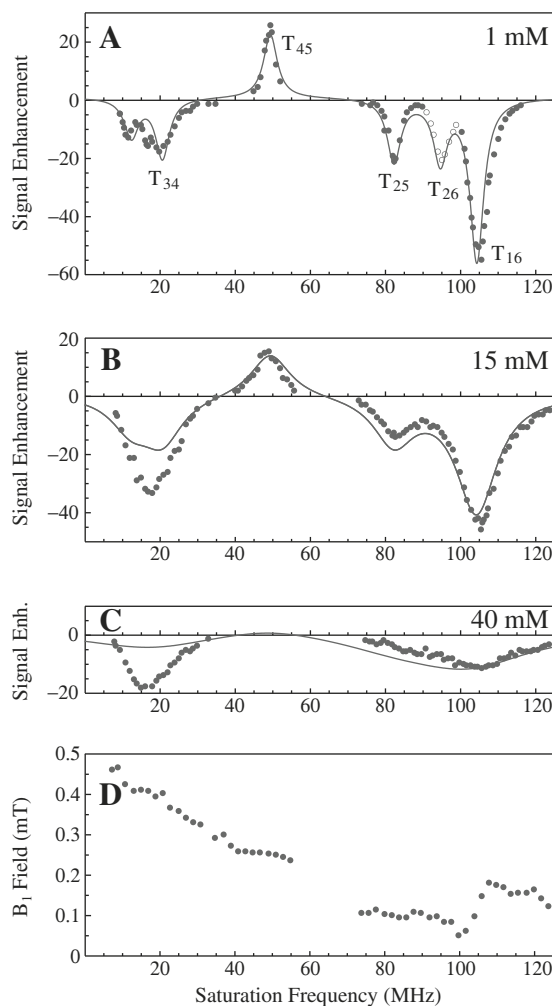 A
1 mM
20
0
−20
−40
−60
Signal Enhancement
T45
T34
T25
T26
T16
20 40 60 80 100 120
B
15 mM
20
0
−20
−40
Signal Enhancement
20 40 60 80 100 120
C
40 mM
0
−20
Signal Enh.
20 40 60 80 100 120
D
0.5
0.4
0.3
0.2
0.1
0
B1 Field (mT)
0 20 40 60 80 100 120
Saturation Frequency (MHz)